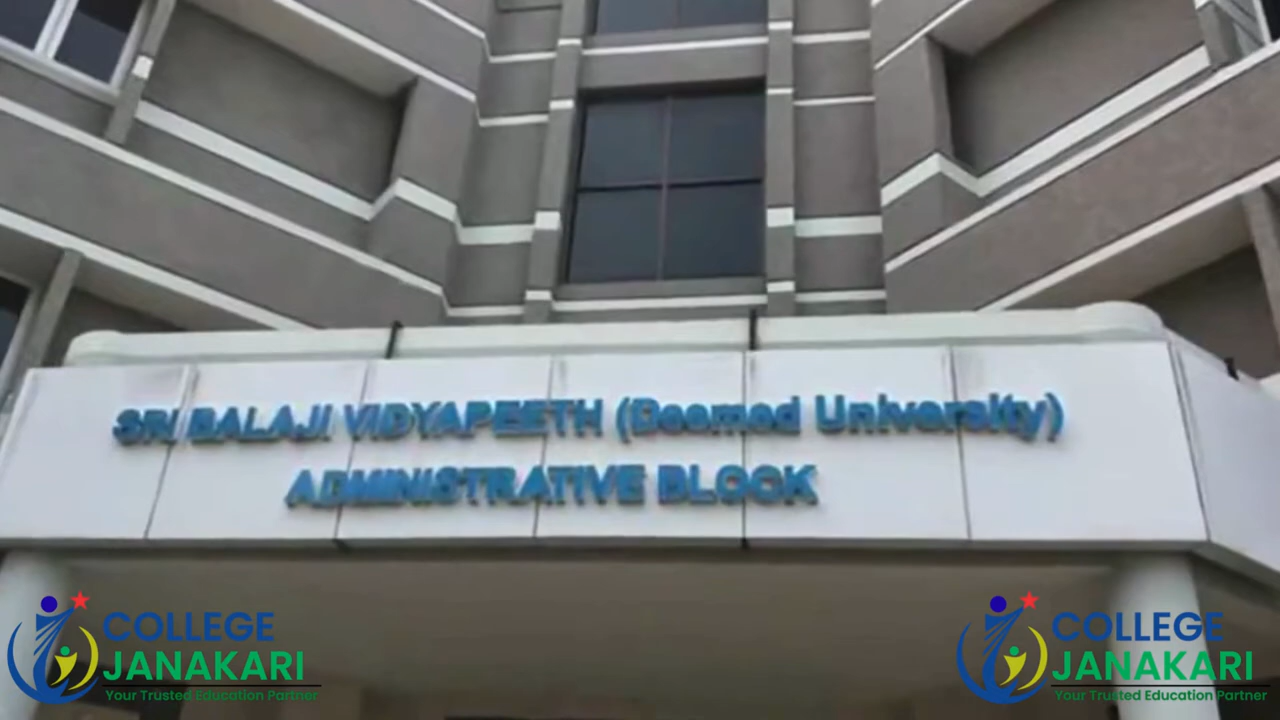 SRI BALAJI VIDYAPEETH (Deemed University)
ADMINISTRATIVE BLOCK
COLLEGE
JANAKARI
Your Trusted Education Partner
COLLEGE
JANAKARI
Your Trusted Education Partner